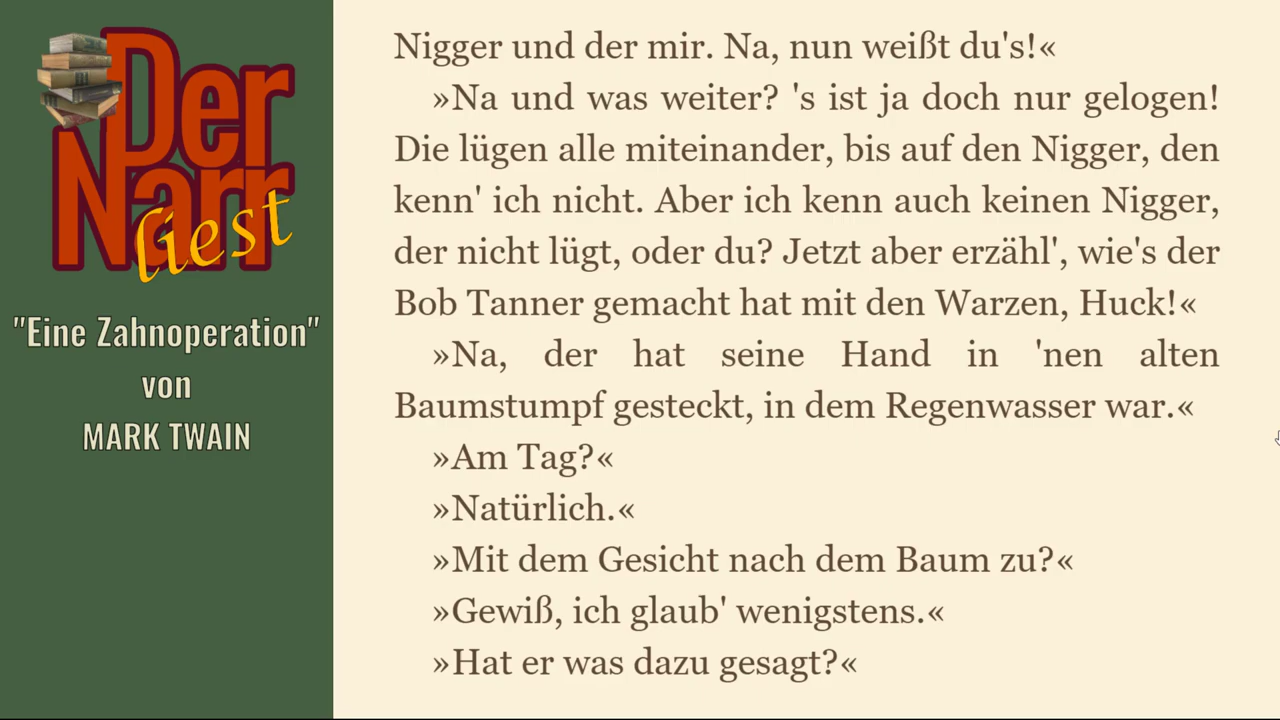 Der
Narr
liest
"Eine Zahnoperation"
von
MARK TWAIN
Nigger und der mir. Na, nun weißt du's!«
»Na und was weiter? 's ist ja doch nur gelogen!
Die lügen alle miteinander, bis auf den Nigger, den
kenn' ich nicht. Aber ich kenn auch keinen Nigger,
der nicht lügt, oder du? Jetzt aber erzähl', wie's der
Bob Tanner gemacht hat mit den Warzen, Huck!«
»Na, der hat seine Hand in 'nen alten
Baumstumpf gesteckt, in dem Regenwasser war.«
»Am Tag?«
»Natürlich.«
»Mit dem Gesicht nach dem Baum zu?«
»Gewiß, ich glaub' wenigstens.«
»Hat er was dazu gesagt?«